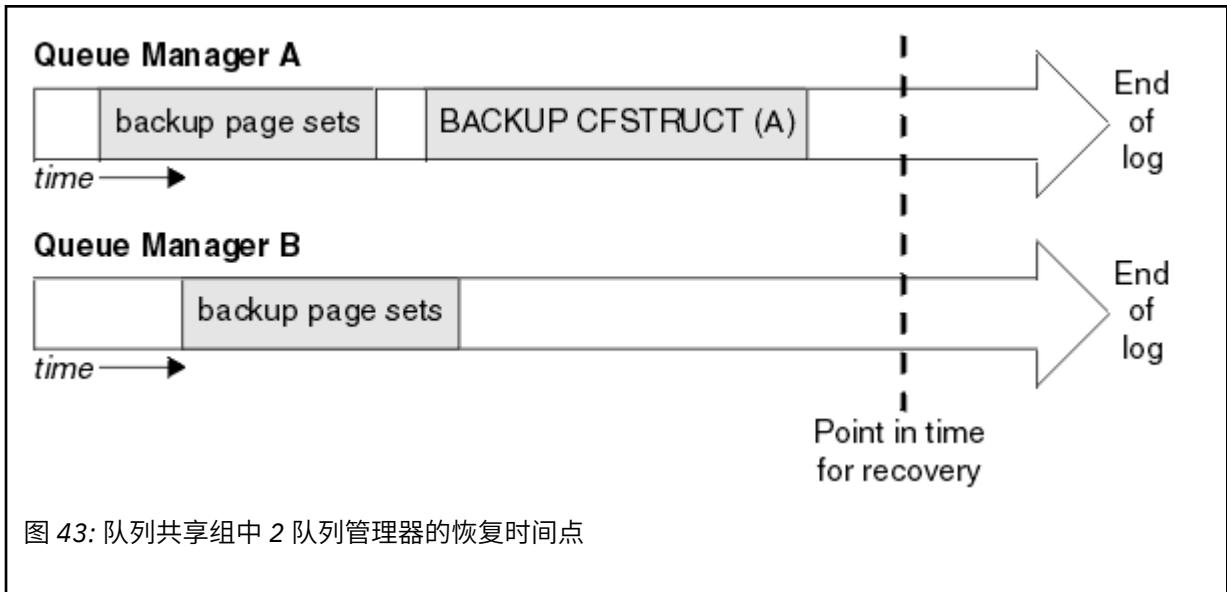 Queue Manager A
backup page sets
BACKUP CFSTRUCT (A)
End
of
log
time
Queue Manager B
backup page sets
End
of
log
time
Point in time
for recovery
图 43: 队列共享组中 2 队列管理器的恢复时间点